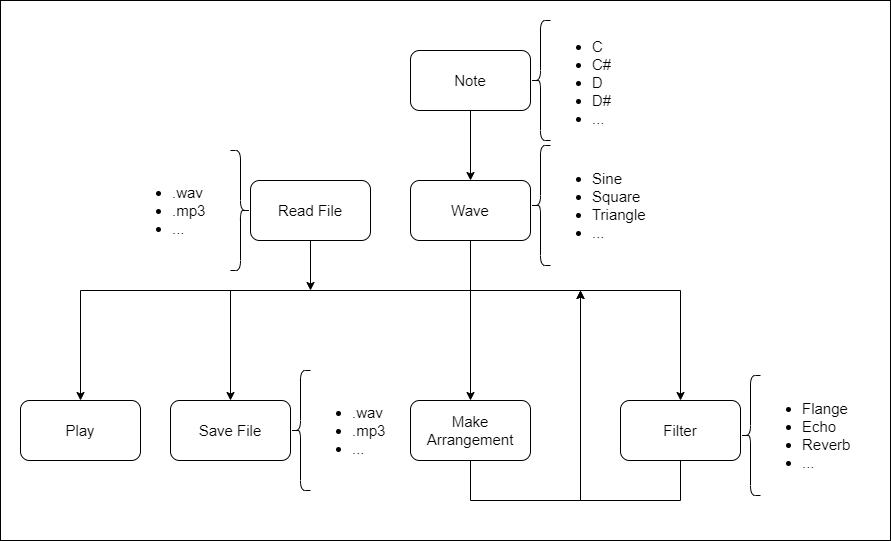 Note
• C
• C#
• D
• D#
• ...
Read File
• .wav
• .mp3
• ...
Wave
• Sine
• Square
• Triangle
• ...
Play
Save File
• .wav
• .mp3
• ...
Make
Arrangement
Filter
• Flange
• Echo
• Reverb
• ...